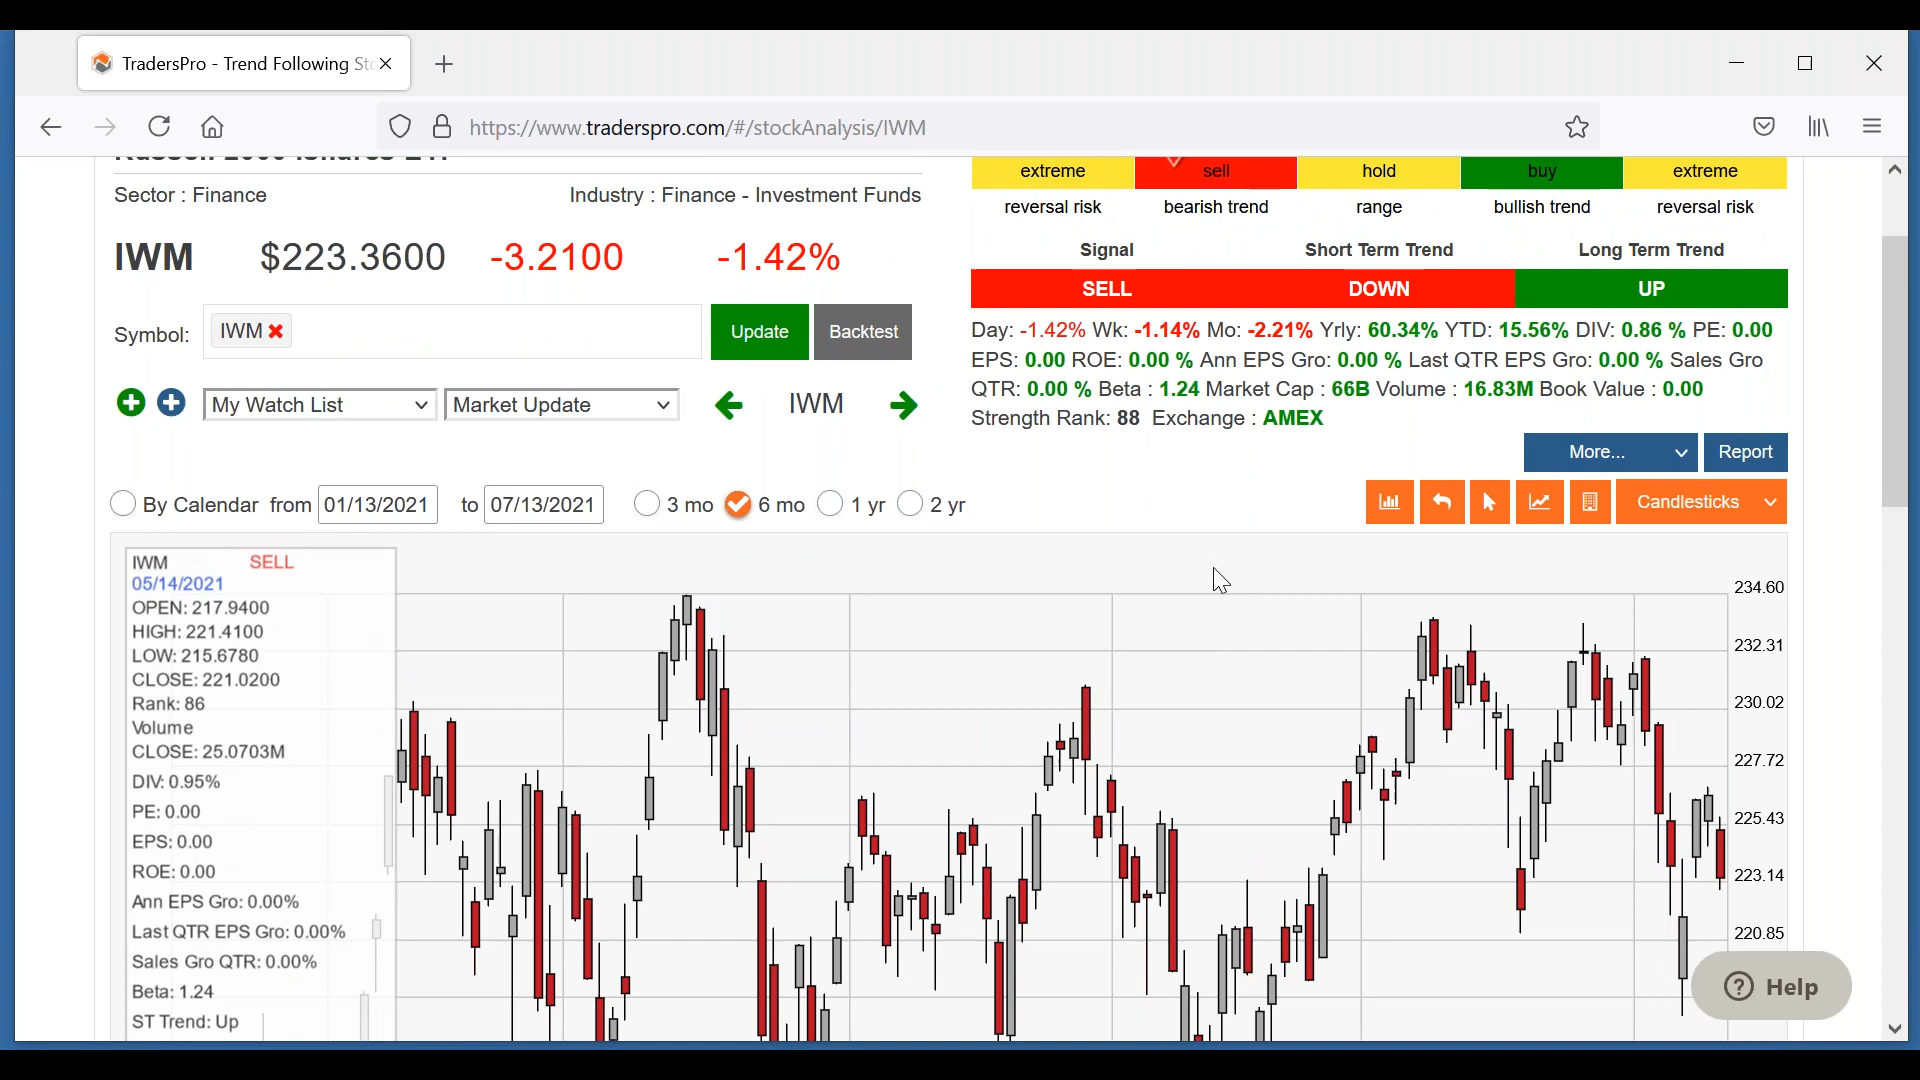 TradersPro - Trend Following Sto
https://www.traderspro.com/#/stockAnalysis/IWM
Russell 2000 iShares ETF
Sector : Finance
Industry : Finance - Investment Funds
IWM $223.3600 -3.2100 -1.42%
Symbol: IWM Update Backtest
My Watch List Market Update IWM
extreme sell hold buy extreme
reversal risk bearish trend range bullish trend reversal risk
Signal Short Term Trend Long Term Trend
SELL DOWN UP
Day: -1.42% Wk: -1.14% Mo: -2.21% Yrly: 60.34% YTD: 15.56% DIV: 0.86 % PE: 0.00
EPS: 0.00 ROE: 0.00 % Ann EPS Gro: 0.00 % Last QTR EPS Gro: 0.00 % Sales Gro
QTR: 0.00 % Beta : 1.24 Market Cap : 66B Volume : 16.83M Book Value : 0.00
Strength Rank: 88 Exchange : AMEX
More... Report
By Calendar from 01/13/2021 to 07/13/2021 3 mo 6 mo 1 yr 2 yr
Candlesticks
IWM SELL
05/14/2021
OPEN: 217.9400
HIGH: 221.4100
LOW: 215.6780
CLOSE: 221.0200
Rank: 86
Volume
CLOSE: 25.0703M
DIV: 0.95%
PE: 0.00
EPS: 0.00
ROE: 0.00
Ann EPS Gro: 0.00%
Last QTR EPS Gro: 0.00%
Sales Gro QTR: 0.00%
Beta: 1.24
ST Trend: Up
234.60
232.31
230.02
227.72
225.43
223.14
220.85
? Help